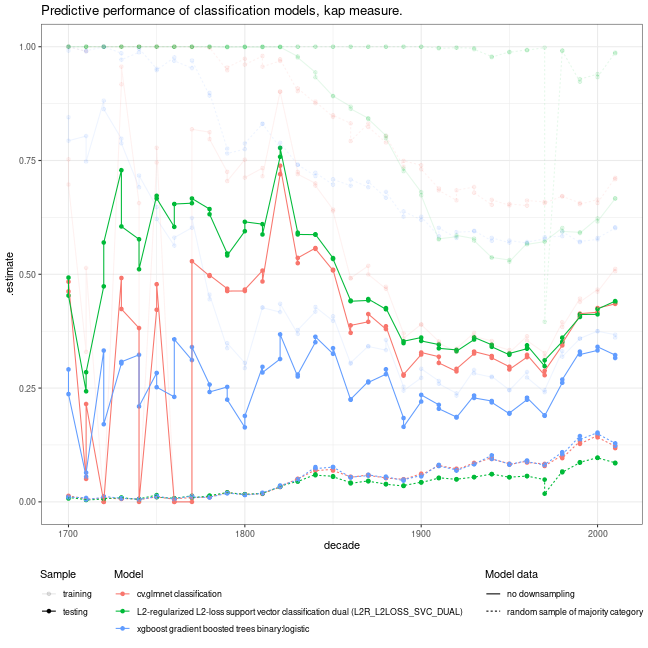 Predictive performance of classification models, kap measure.
1.00
0.75
0.50
0.25
0.00
.estimate
1700
1800
1900
2000
decade
Sample
training
testing
Model
cv.glmnet classification
L2-regularized L2-loss support vector classification dual (L2R_L2LOSS_SVC_DUAL)
xgboost gradient boosted trees binary:logistic
Model data
no downsampling
random sample of majority category